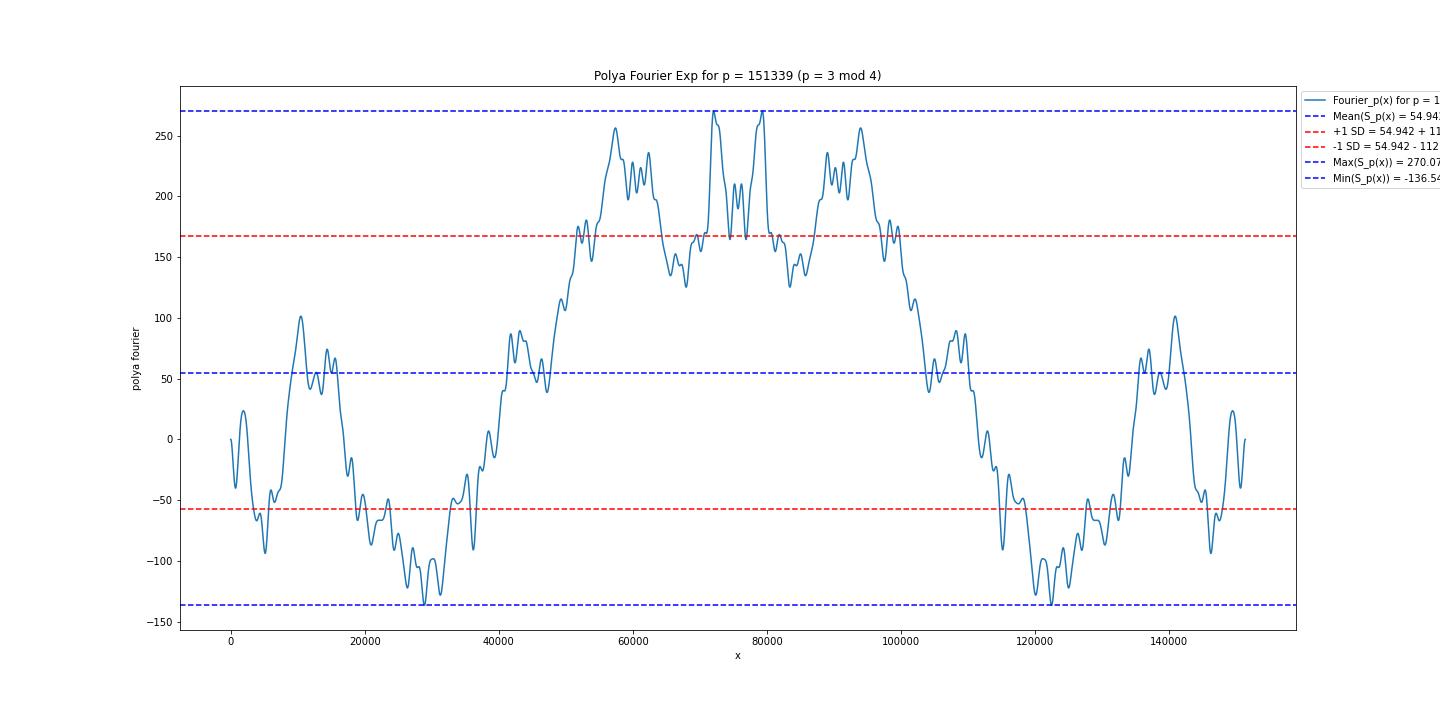 Polya Fourier Exp for p = 151339 (p = 3 mod 4)
Fourier_p(x) for p = 1
Mean(S_p(x) = 54.942
+1 SD = 54.942 + 11
-1 SD = 54.942 - 112
Max(S_p(x)) = 270.07
Min(S_p(x)) = -136.54
polya fourier
250
200
150
100
50
0
−50
−100
−150
0 20000 40000 60000 80000 100000 120000 140000
x